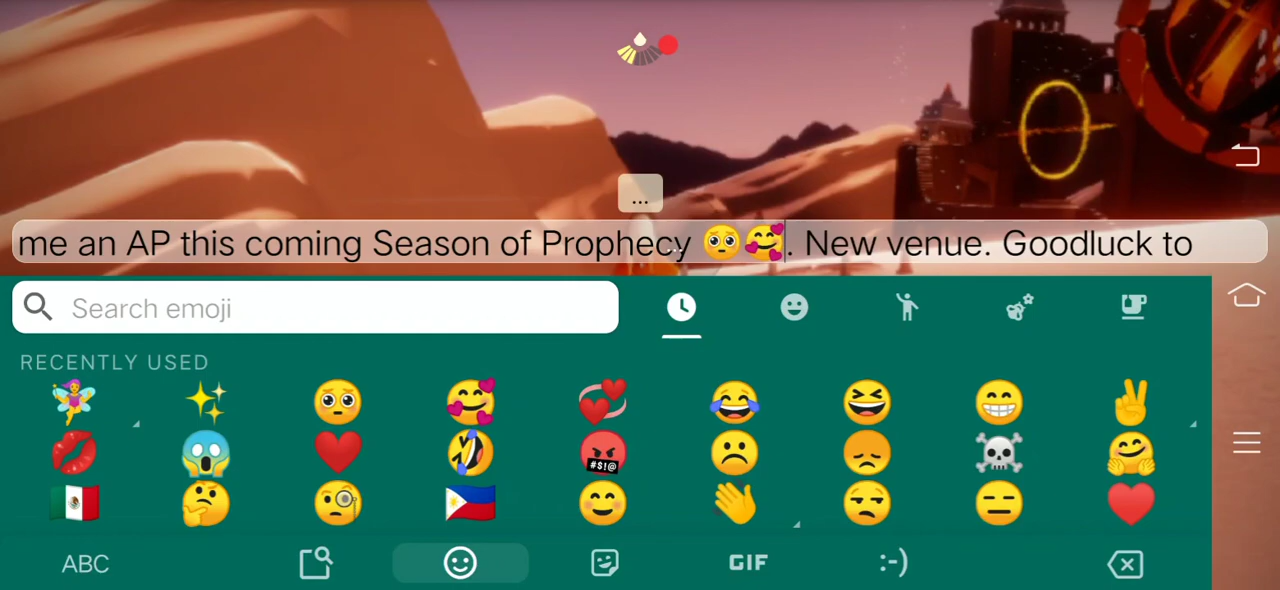 ...
me an AP this coming Season of Prophecy 🥺🥰. New venue. Goodluck to
Search emoji
RECENTLY USED
#$!@
ABC
GIF
:-)